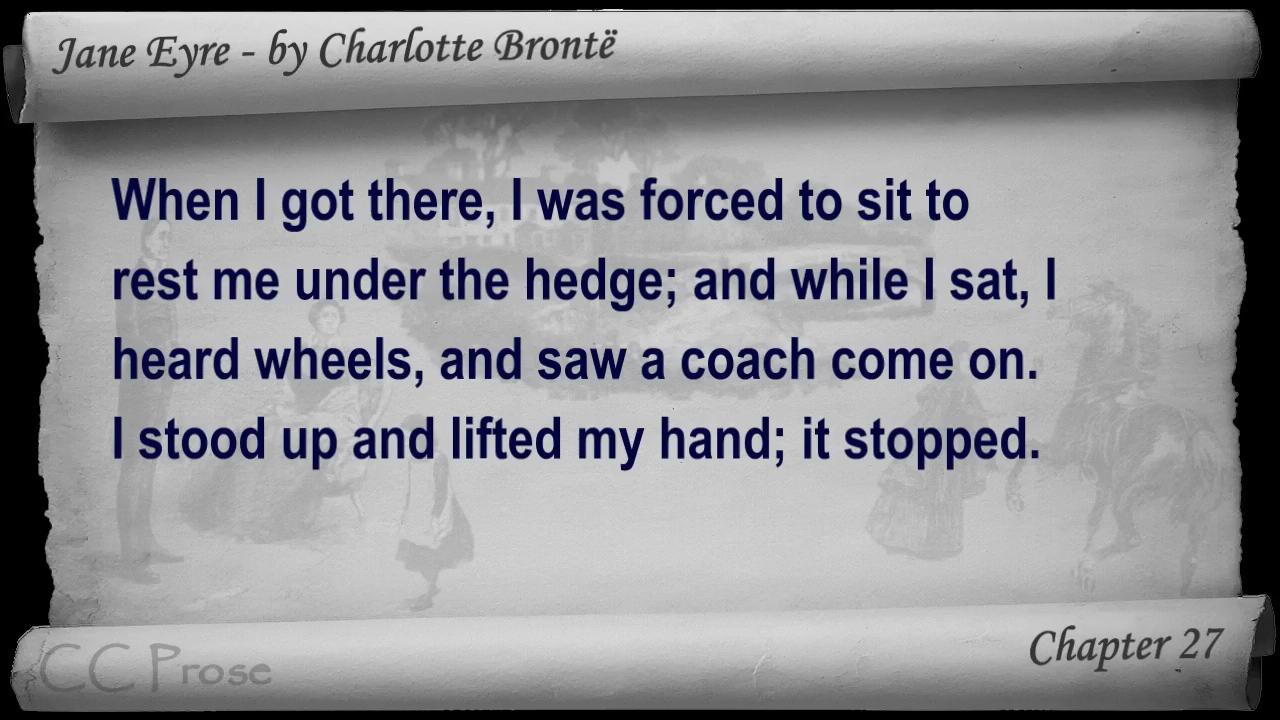 Jane Eyre - by Charlotte Brontë
When I got there, I was forced to sit to
rest me under the hedge; and while I sat, I
heard wheels, and saw a coach come on.
I stood up and lifted my hand; it stopped.
Chapter 27
CC Prose